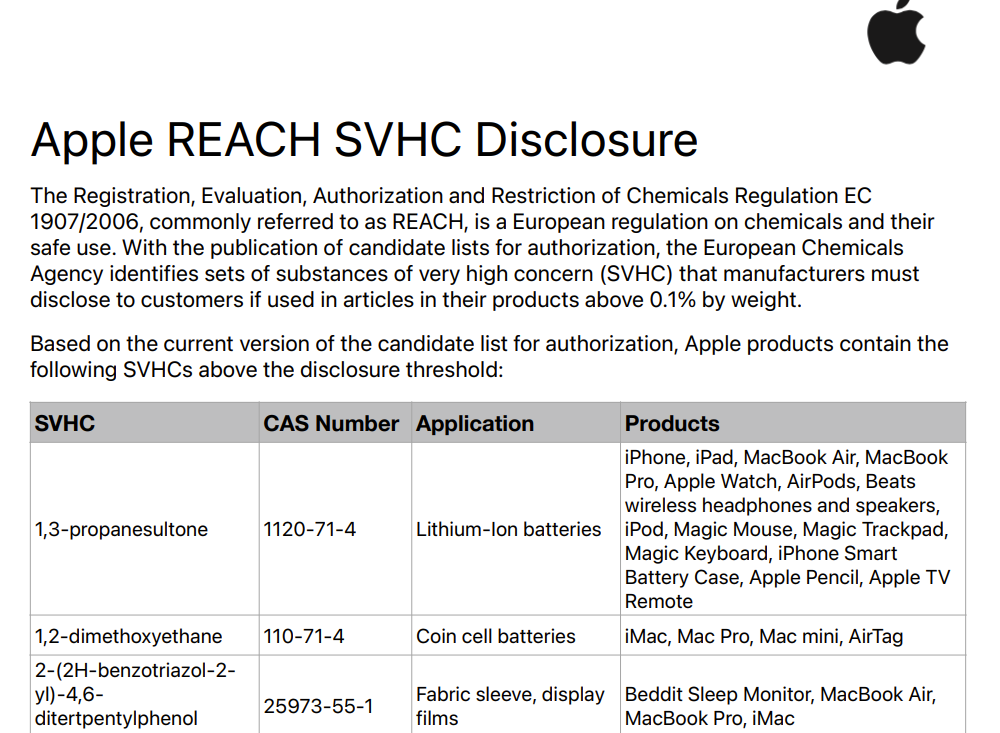 Apple REACH SVHC Disclosure
The Registration, Evaluation, Authorization and Restriction of Chemicals Regulation EC
1907/2006, commonly referred to as REACH, is a European regulation on chemicals and their
safe use. With the publication of candidate lists for authorization, the European Chemicals
Agency identifies sets of substances of very high concern (SVHC) that manufacturers must
disclose to customers if used in articles in their products above 0.1% by weight.
Based on the current version of the candidate list for authorization, Apple products contain the
following SVHCs above the disclosure threshold:
SVHC CAS Number Application Products
1,3-propanesultone 1120-71-4 Lithium-Ion batteries
iPhone, iPad, MacBook Air, MacBook
Pro, Apple Watch, AirPods, Beats
wireless headphones and speakers,
iPod, Magic Mouse, Magic Trackpad,
Magic Keyboard, iPhone Smart
Battery Case, Apple Pencil, Apple TV
Remote
1,2-dimethoxyethane 110-71-4 Coin cell batteries iMac, Mac Pro, Mac mini, AirTag
2-(2H-benzotriazol-2-
yl)-4,6-
ditertpentylphenol
25973-55-1
Fabric sleeve, display
films
Beddit Sleep Monitor, MacBook Air,
MacBook Pro, iMac